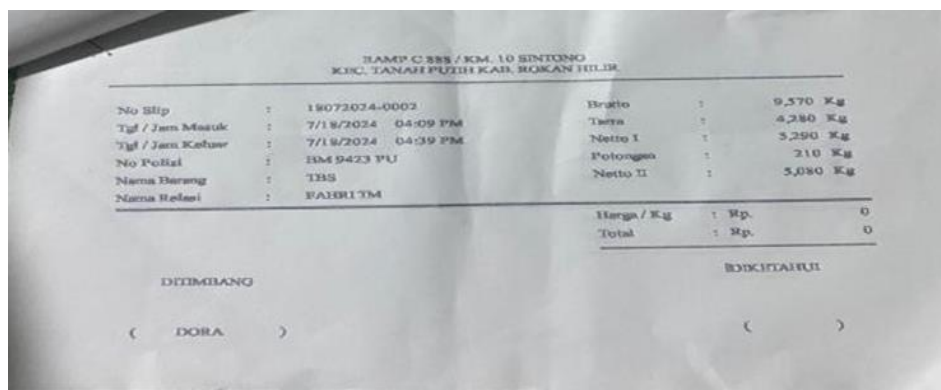 RAMP C 888 / KM. 10 SINTONG
KEC. TANAH PUTIH KAB. ROKAN HILIR
No Slip : 18072024-0002 Brutto : 9,570 Kg
Tgl / Jam Masuk : 7/18/2024 04:09 PM Tarra : 4,280 Kg
Tgl / Jam Keluar : 7/18/2024 04:39 PM Netto I : 5,290 Kg
No Polisi : BM 9423 PU Potongan : 210 Kg
Nama Barang : TBS Netto II : 5,080 Kg
Nama Relasi : FAHRI TM
Harga / Kg : Rp. 0
Total : Rp. 0
DITIMBANG DIKETAHUI
( DORA ) ( )